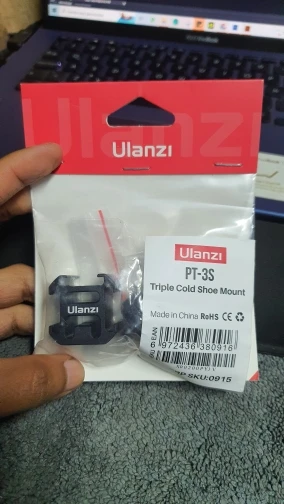 Ulanzi
Ulanzi
Ulanzi
Ulanzi
PT-3S
Triple Cold Shoe Mount
Made in China RoHS CE
6 972436 380916
SKU:0915